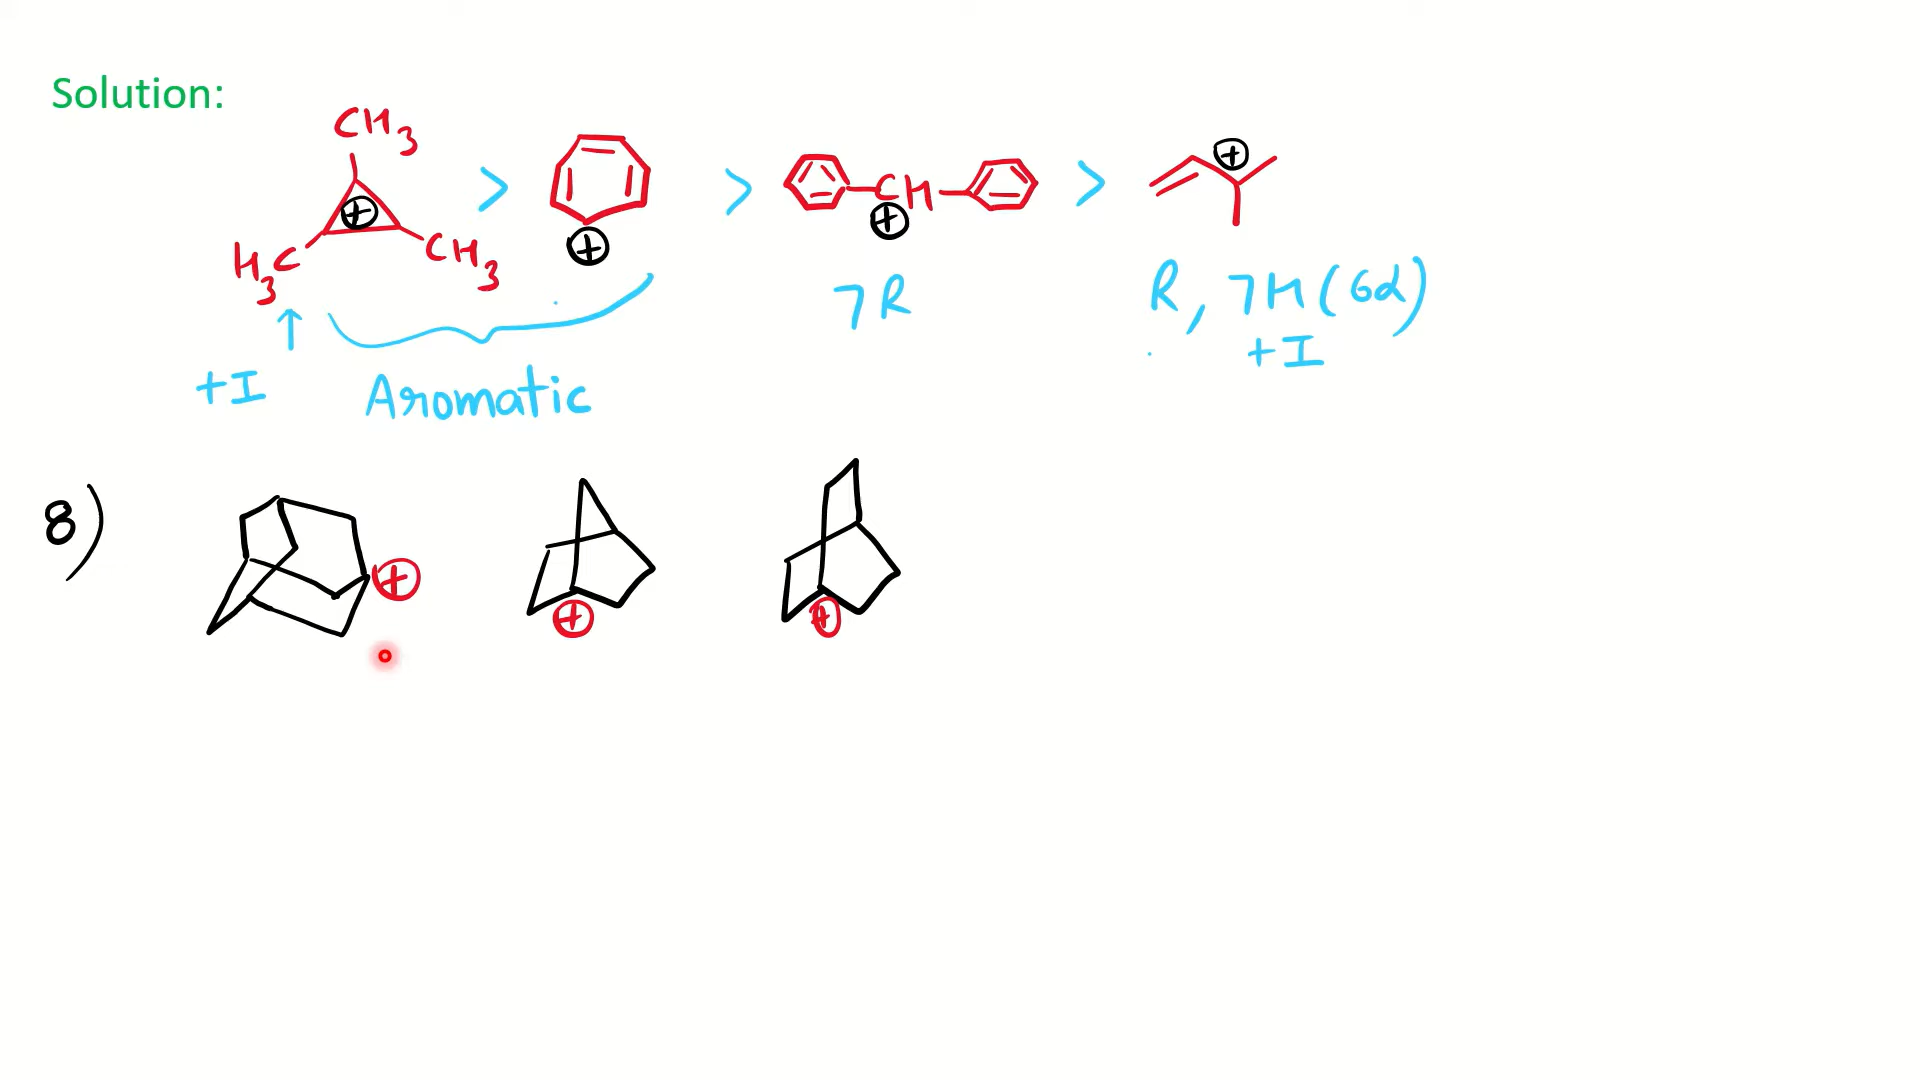 Solution:
CH3
⊕ > ⊕ > CH ⊕ > ⊕
H3C CH3
7R R, 7H (6α)
+I
+I Aromatic
8) ⊕ ⊕ ⊕